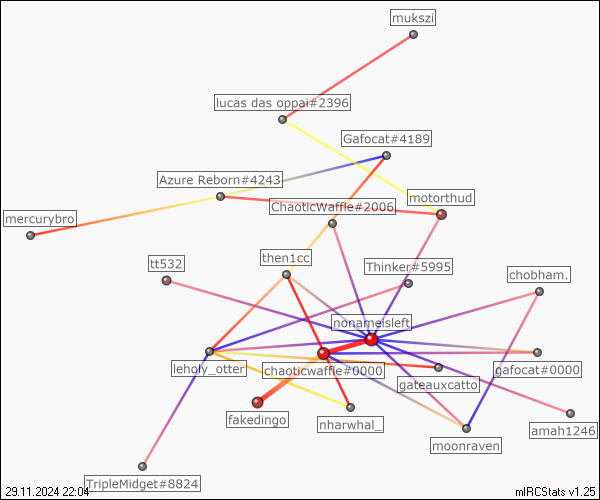 mukszi
lucas das oppai#2396
Gafocat#4189
Azure Reborn#4243
motorthud
ChaoticWaffle#2006
mercurybro
then1cc
tt532
Thinker#5995
chobham.
nonameisleft
leholy_otter
chaoticwaffle#0000
gafocat#0000
gateauxcatto
fakedingo
nharwhal_
amah1246
moonraven
TripleMidget#8824
29.11.2024 22:04
mIRCStats v1.25